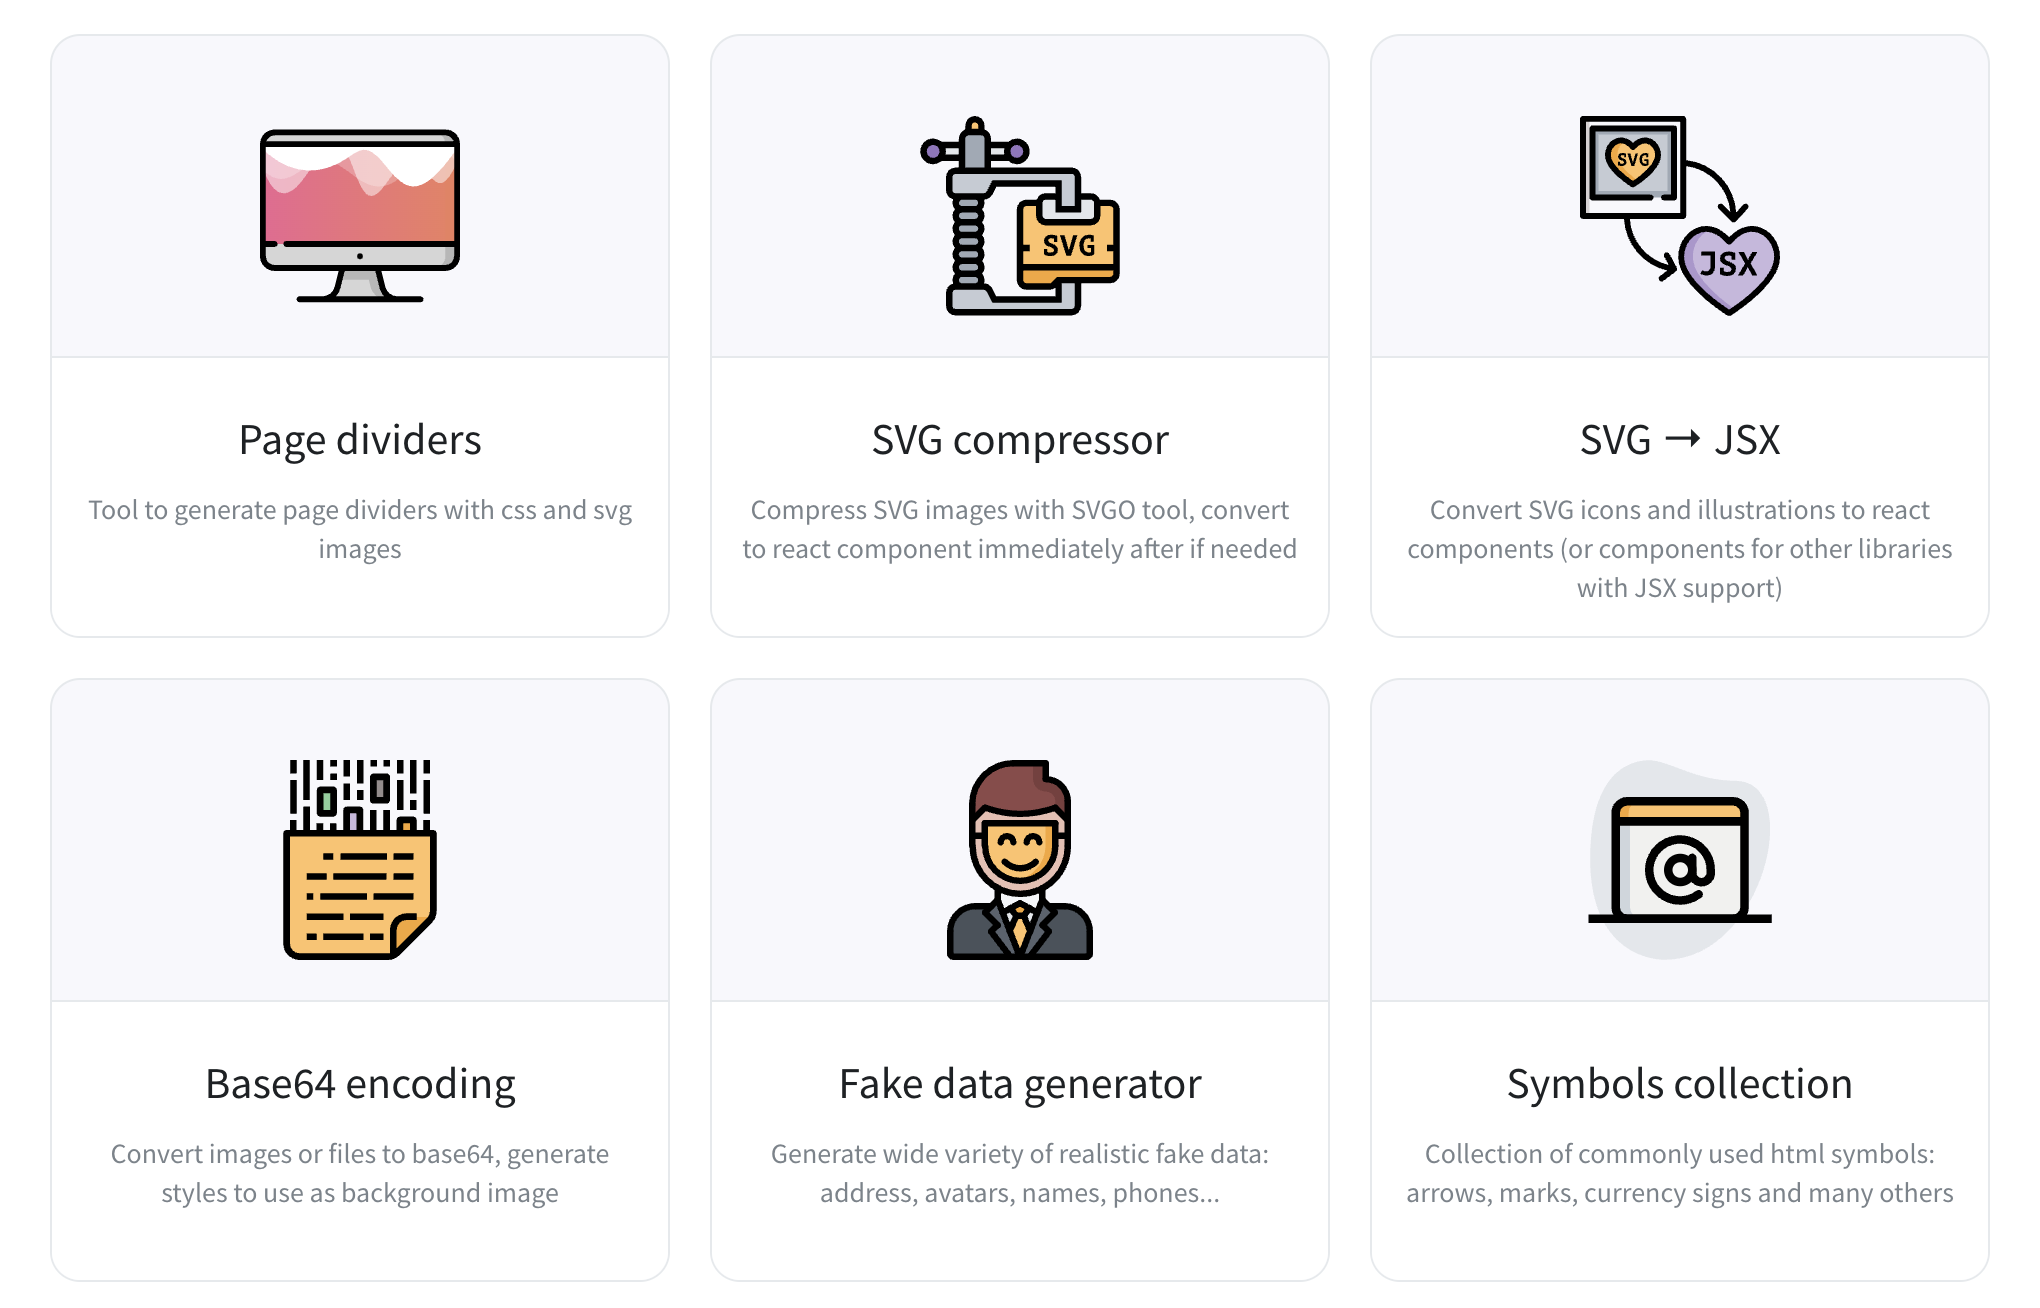 SVG
SVG
JSX
Page dividers
Tool to generate page dividers with css and svg
images
SVG compressor
Compress SVG images with SVGO tool, convert
to react component immediately after if needed
SVG → JSX
Convert SVG icons and illustrations to react
components (or components for other libraries
with JSX support)
@
Base64 encoding
Convert images or files to base64, generate
styles to use as background image
Fake data generator
Generate wide variety of realistic fake data:
address, avatars, names, phones...
Symbols collection
Collection of commonly used html symbols:
arrows, marks, currency signs and many others